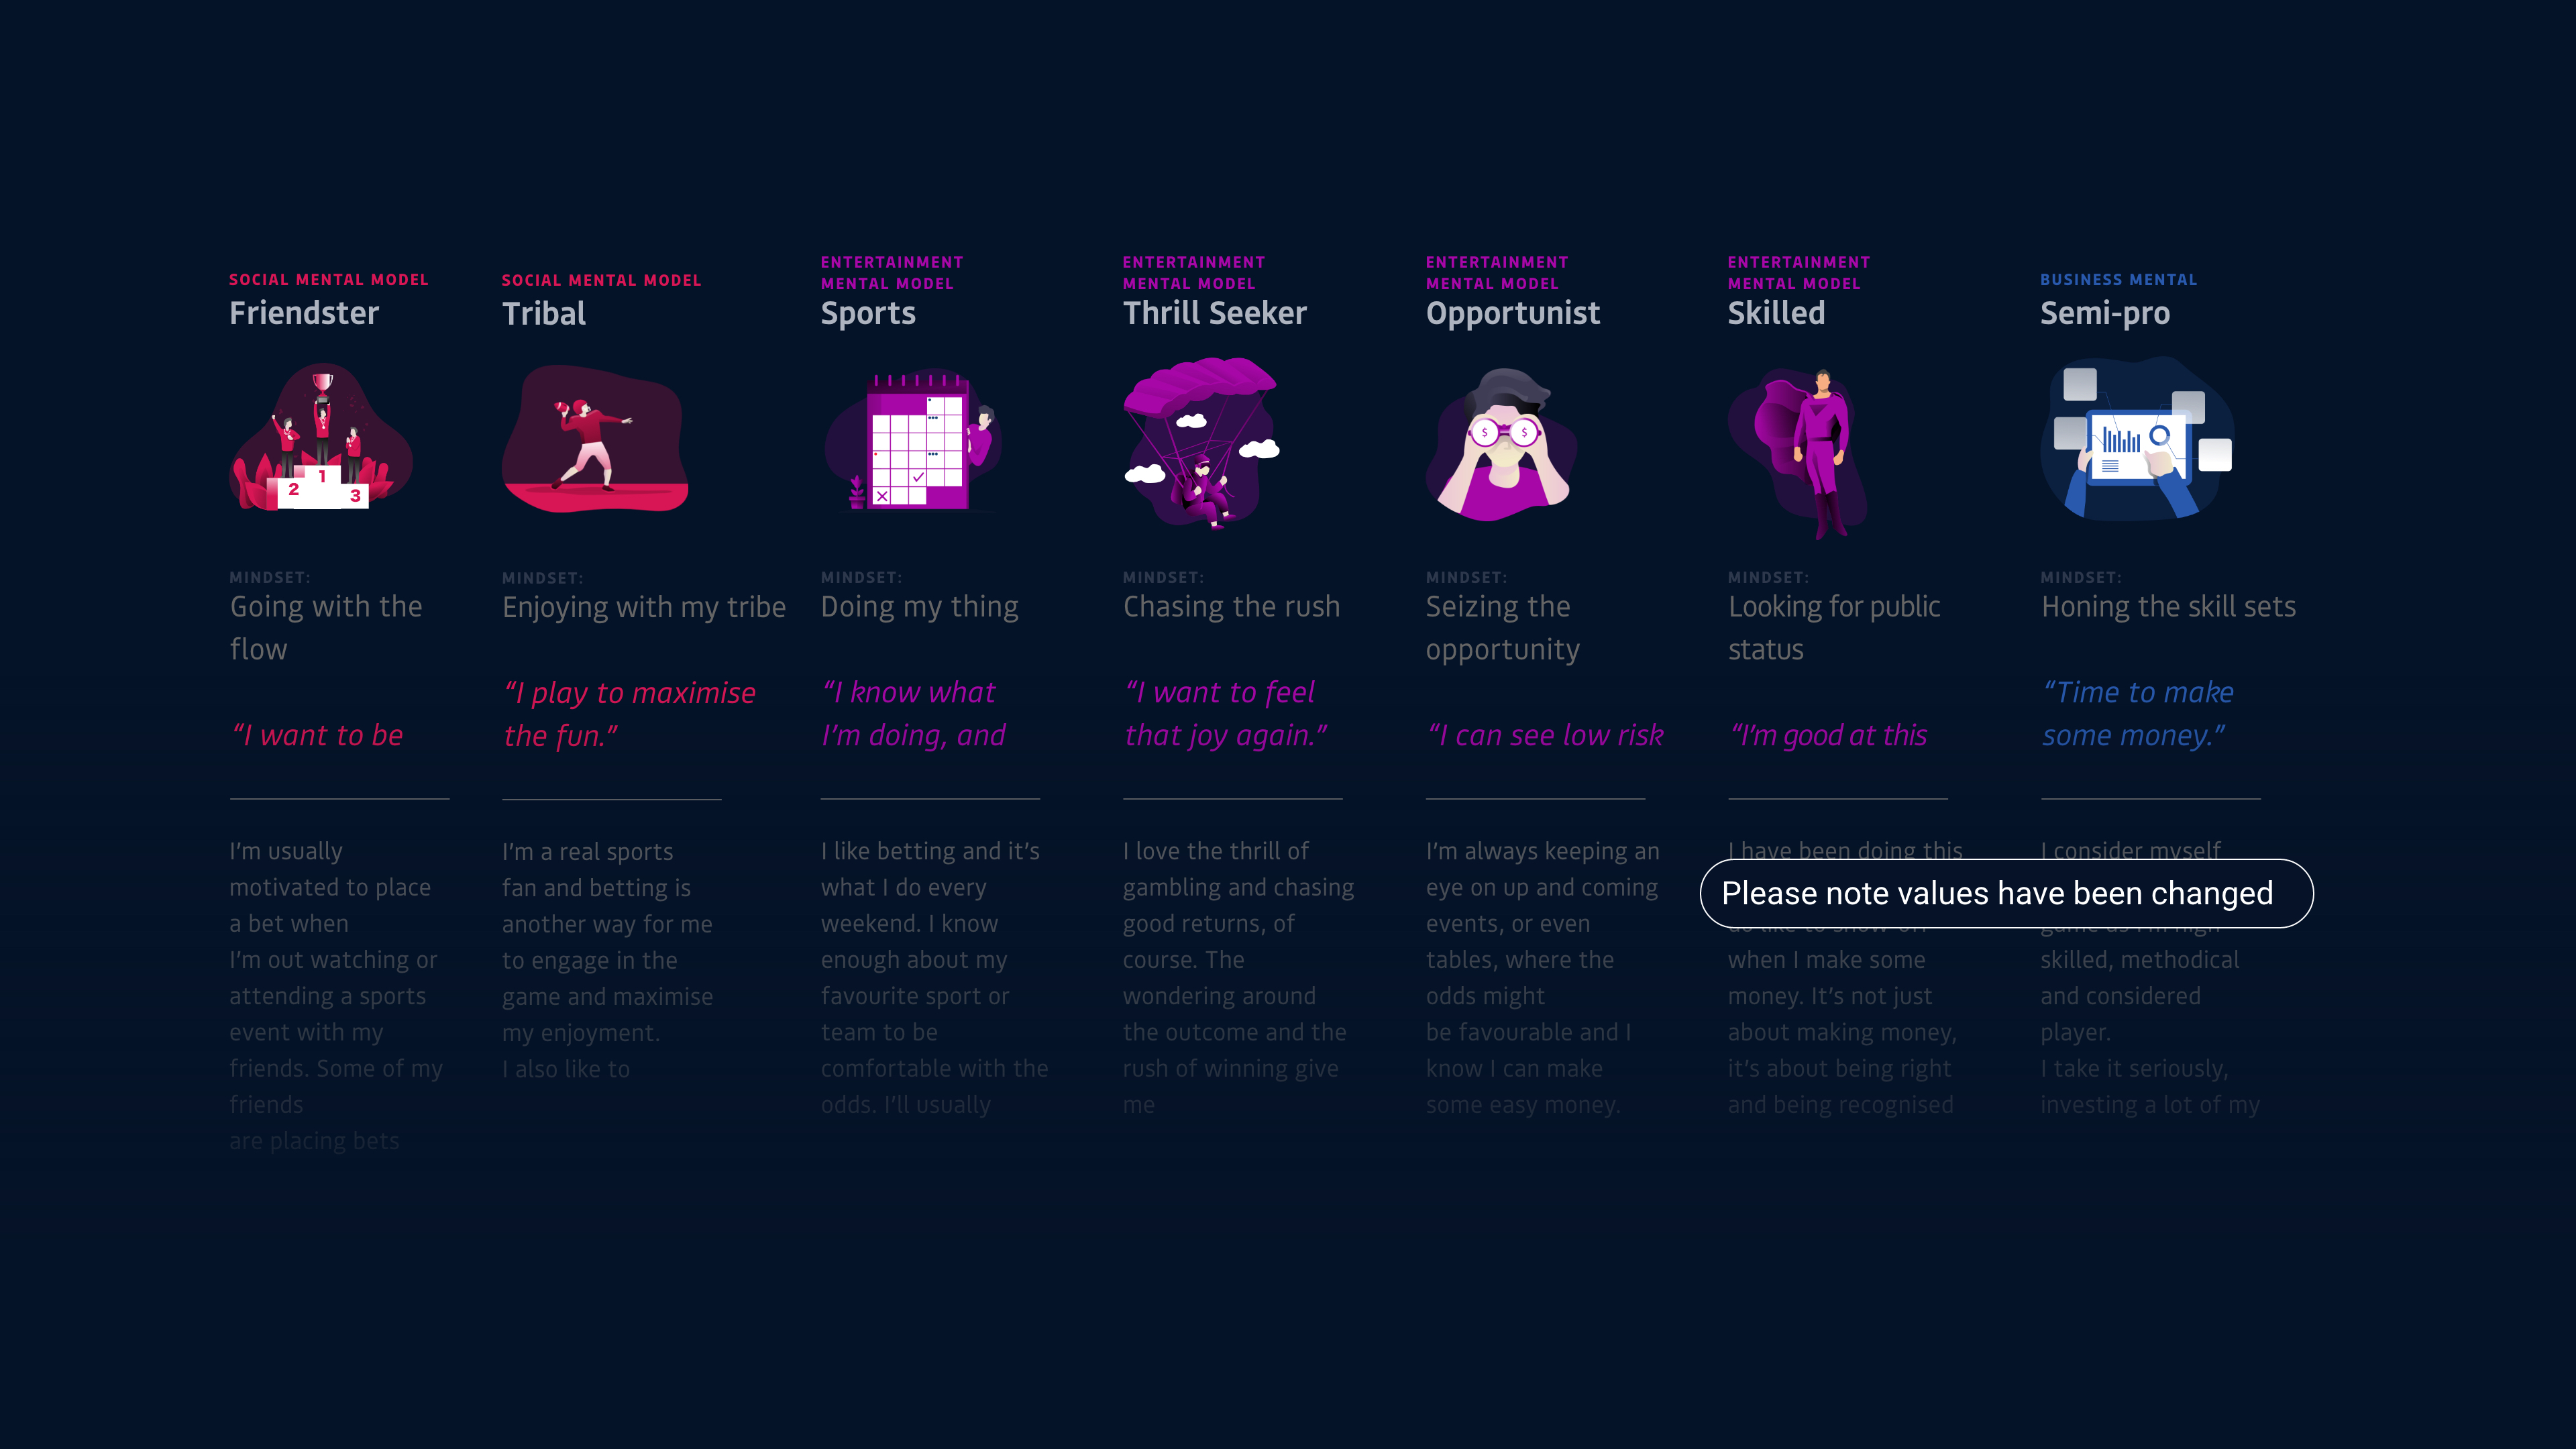 SOCIAL MENTAL MODEL
Friendster
1
2
3
MINDSET:
Going with the
flow
“I want to be
I’m usually
motivated to place
a bet when
I’m out watching or
attending a sports
event with my
friends. Some of my
friends
are placing bets
SOCIAL MENTAL MODEL
Tribal
MINDSET:
Enjoying with my tribe
“I play to maximise
the fun.”
I’m a real sports
fan and betting is
another way for me
to engage in the
game and maximise
my enjoyment.
I also like to
ENTERTAINMENT
MENTAL MODEL
Sports
MINDSET:
Doing my thing
“I know what
I’m doing, and
I like betting and it’s
what I do every
weekend. I know
enough about my
favourite sport or
team to be
comfortable with the
odds. I’ll usually
ENTERTAINMENT
MENTAL MODEL
Thrill Seeker
MINDSET:
Chasing the rush
“I want to feel
that joy again.”
I love the thrill of
gambling and chasing
good returns, of
course. The
wondering around
the outcome and the
rush of winning give
me
ENTERTAINMENT
MENTAL MODEL
Opportunist
$ $
MINDSET:
Seizing the
opportunity
“I can see low risk
I’m always keeping an
eye on up and coming
events, or even
tables, where the
odds might
be favourable and I
know I can make
some easy money.
ENTERTAINMENT
MENTAL MODEL
Skilled
MINDSET:
Looking for public
status
“I’m good at this
I have been doing this
do like to show off
when I make some
money. It’s not just
about making money,
it’s about being right
and being recognised
BUSINESS MENTAL
Semi-pro
MINDSET:
Honing the skill sets
“Time to make
some money.”
I consider myself
game as I’m high
skilled, methodical
and considered
player.
I take it seriously,
investing a lot of my
Please note values have been changed